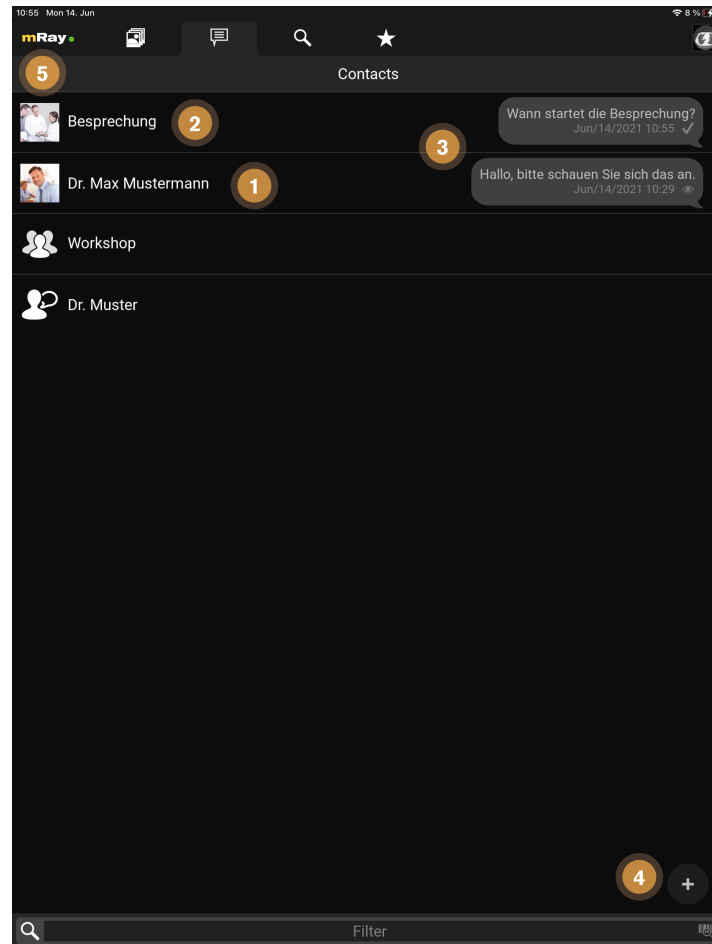 10:55 Mon 14. Jun 8 %
mRay
5 Contacts
Besprechung 2
Wann startet die Besprechung?
Jun/14/2021 10:55
3
Dr. Max Mustermann 1
Hallo, bitte schauen Sie sich das an.
Jun/14/2021 10:29
Workshop
Dr. Muster
4 +
Filter